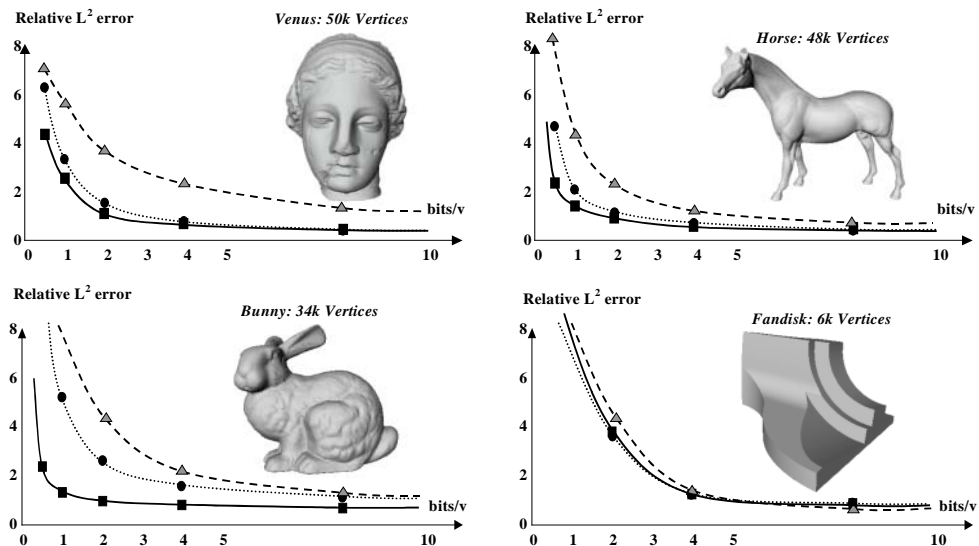 Relative L² error
Venus: 50k Vertices
8
6
4
2
0
bits/v
0 1 2 3 4 5 10
Relative L² error
Horse: 48k Vertices
8
6
4
2
0
bits/v
0 1 2 3 4 5 10
Relative L² error
Bunny: 34k Vertices
8
6
4
2
0
bits/v
0 1 2 3 4 5 10
Relative L² error
Fandisk: 6k Vertices
8
6
4
2
0
bits/v
0 1 2 3 4 5 10